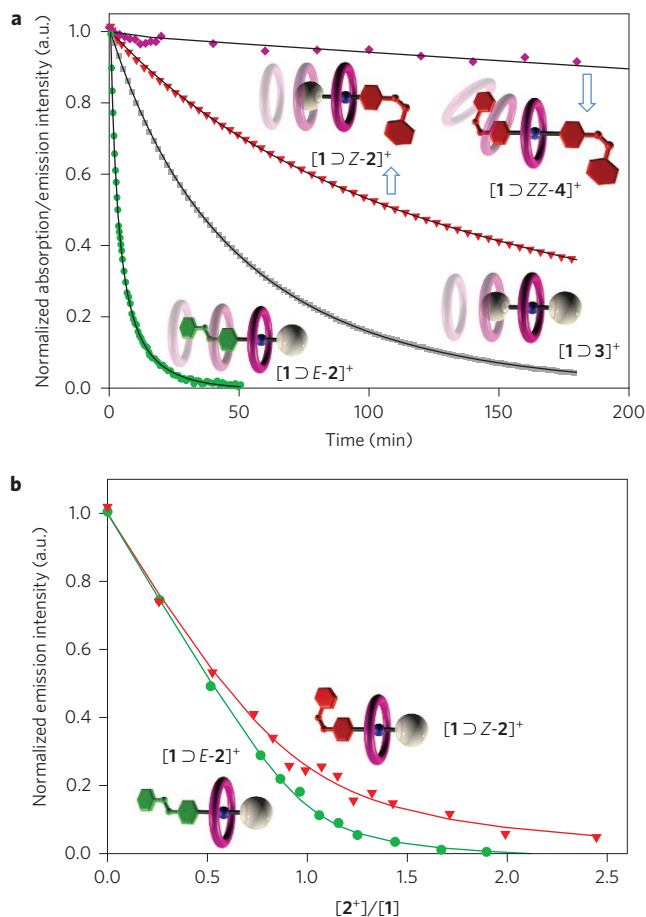 a
Normalized absorption/emission intensity (a.u.)
1.0
0.8
0.6
0.4
0.2
0.0
[1 ⊃ Z-2]⁺
[1 ⊃ ZZ-4]⁺
[1 ⊃ E-2]⁺
[1 ⊃ 3]⁺
0 50 100 150 200
Time (min)
b
Normalized emission intensity (a.u.)
1.0
0.8
0.6
0.4
0.2
0.0
[1 ⊃ Z-2]⁺
[1 ⊃ E-2]⁺
0.0 0.5 1.0 1.5 2.0 2.5
[2⁺]/[1]